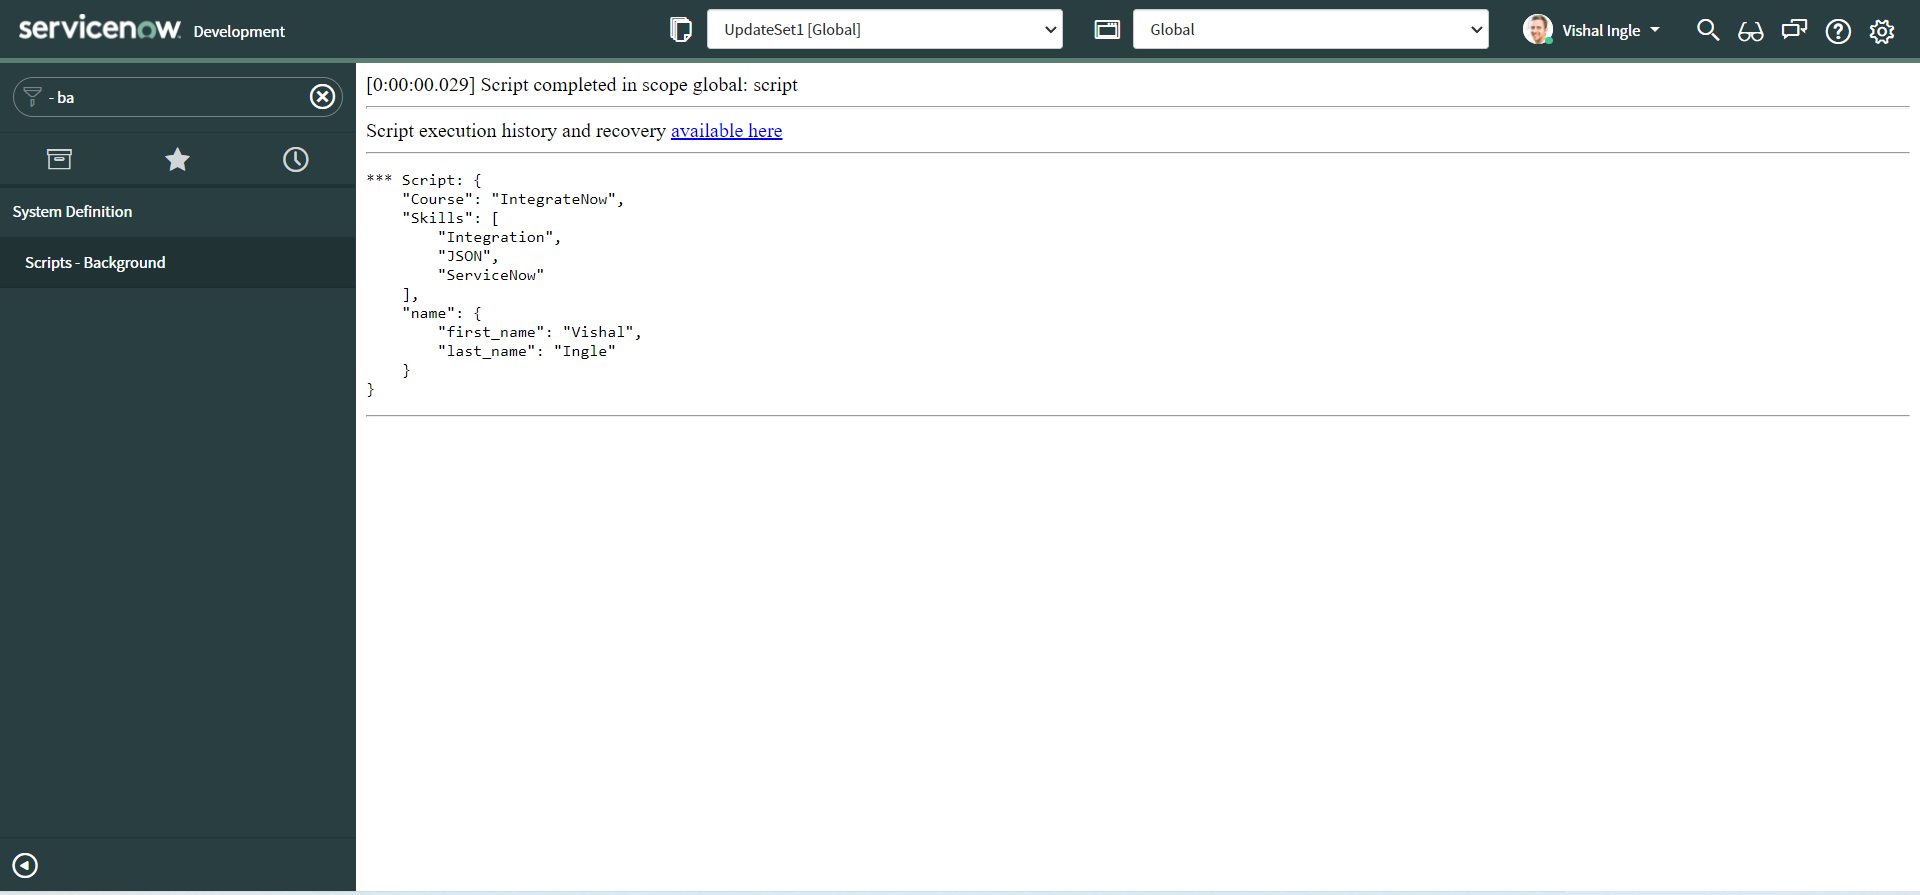 servicenow Development
UpdateSet1 [Global]
Global
Vishal Ingle
- ba
System Definition
Scripts - Background
[0:00:00.029] Script completed in scope global: script
Script execution history and recovery available here
*** Script: {
    "Course": "IntegrateNow",
    "Skills": [
        "Integration",
        "JSON",
        "ServiceNow"
    ],
    "name": {
        "first_name": "Vishal",
        "last_name": "Ingle"
    }
}